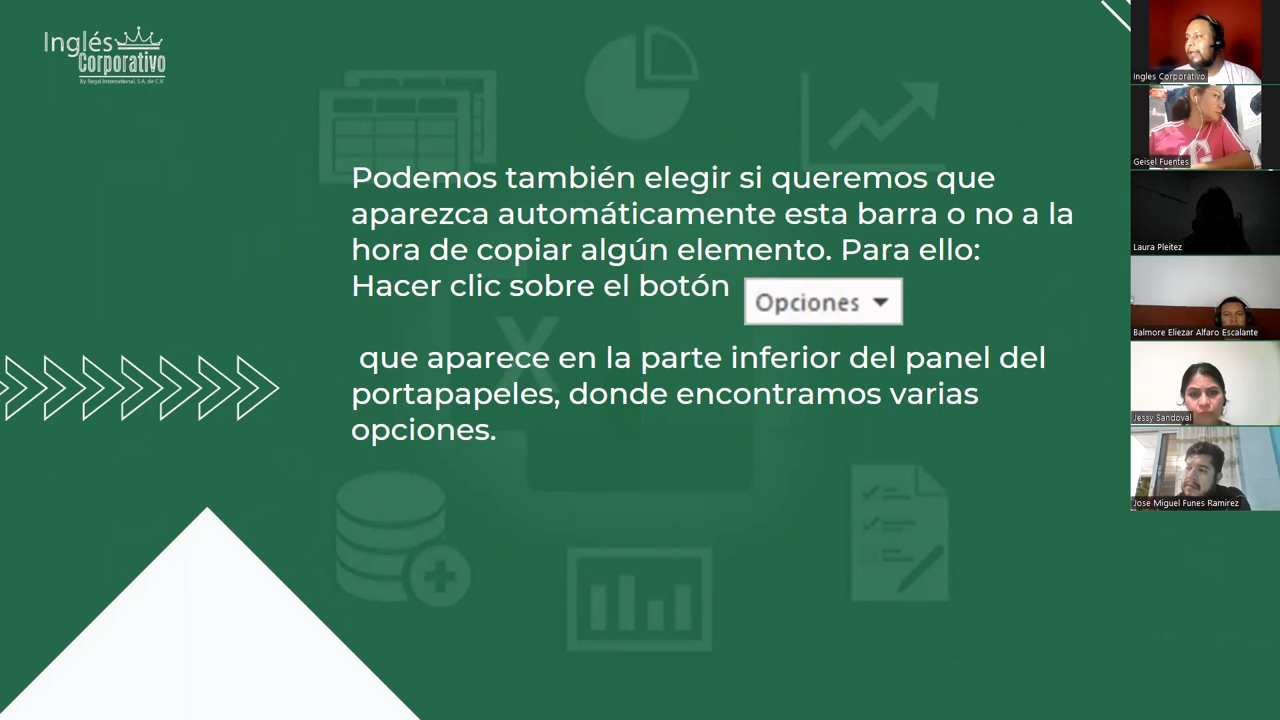 Inglés
Corporativo
By Regal International, S.A. de C.V.
Podemos también elegir si queremos que
aparezca automáticamente esta barra o no a la
hora de copiar algún elemento. Para ello:
Hacer clic sobre el botón
Opciones
que aparece en la parte inferior del panel del
portapapeles, donde encontramos varias
opciones.
Ingles Corporativo
Geisel Fuentes
Laura Pleitez
Balmore Eliezar Alfaro Escalante
Jessy Sandoval
Jose Miguel Funes Ramirez